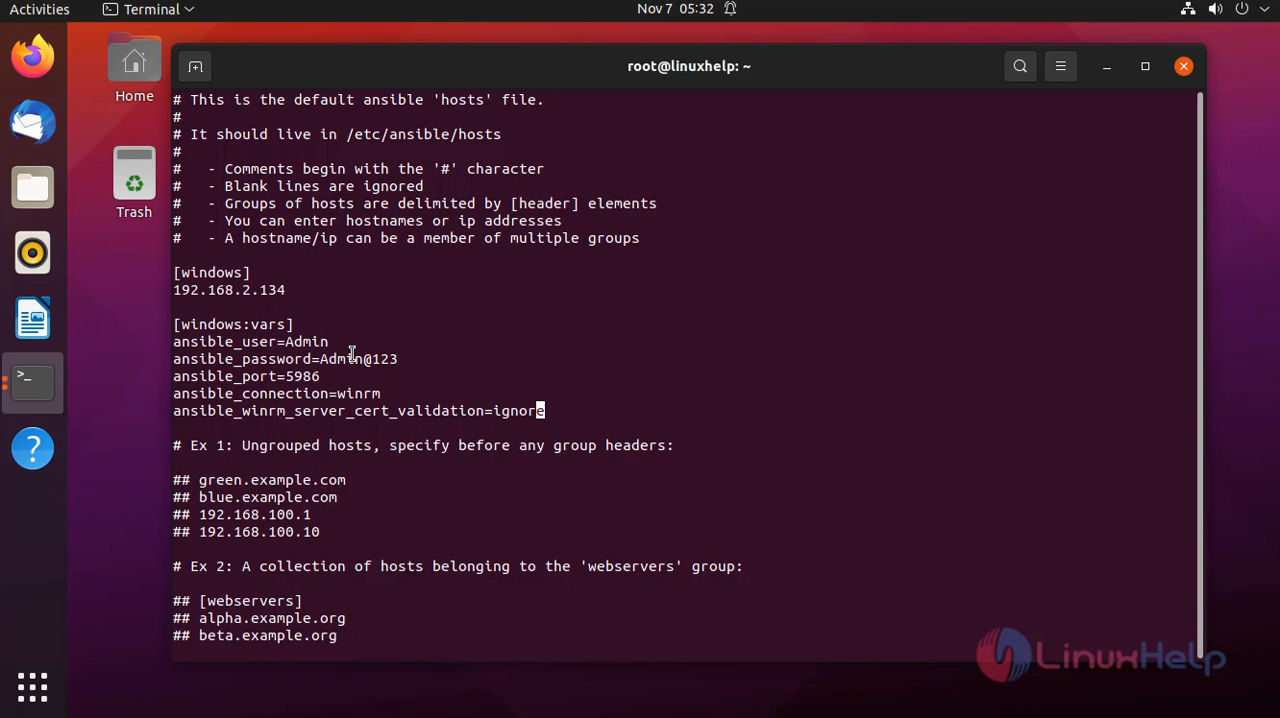 Activities
Terminal
Nov 7 05:32
root@linuxhelp: ~
Home
Trash
# This is the default ansible 'hosts' file.
#
# It should live in /etc/ansible/hosts
#
#   - Comments begin with the '#' character
#   - Blank lines are ignored
#   - Groups of hosts are delimited by [header] elements
#   - You can enter hostnames or ip addresses
#   - A hostname/ip can be a member of multiple groups
[windows]
192.168.2.134
[windows:vars]
ansible_user=Admin
ansible_password=Admin@123
ansible_port=5986
ansible_connection=winrm
ansible_winrm_server_cert_validation=ignore
# Ex 1: Ungrouped hosts, specify before any group headers:
## green.example.com
## blue.example.com
## 192.168.100.1
## 192.168.100.10
# Ex 2: A collection of hosts belonging to the 'webservers' group:
## [webservers]
## alpha.example.org
## beta.example.org
LinuxHelp